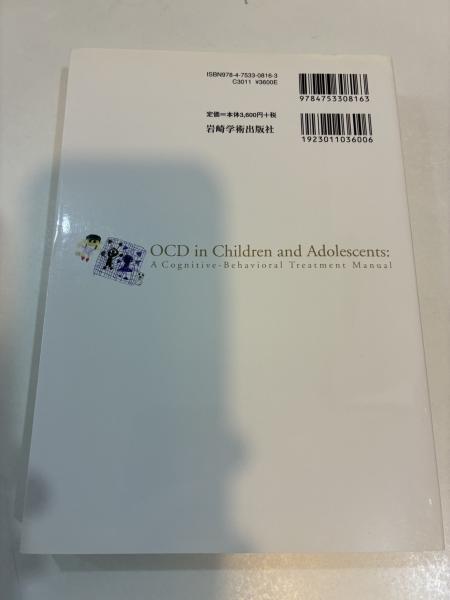 ISBN978-4-7533-0816-3
C3011 ¥3600E
定価=本体3,600円+税
岩崎学術出版社
9784753308163
1923011036006
OCD in Children and Adolescents:
A Cognitive-Behavioral Treatment Manual